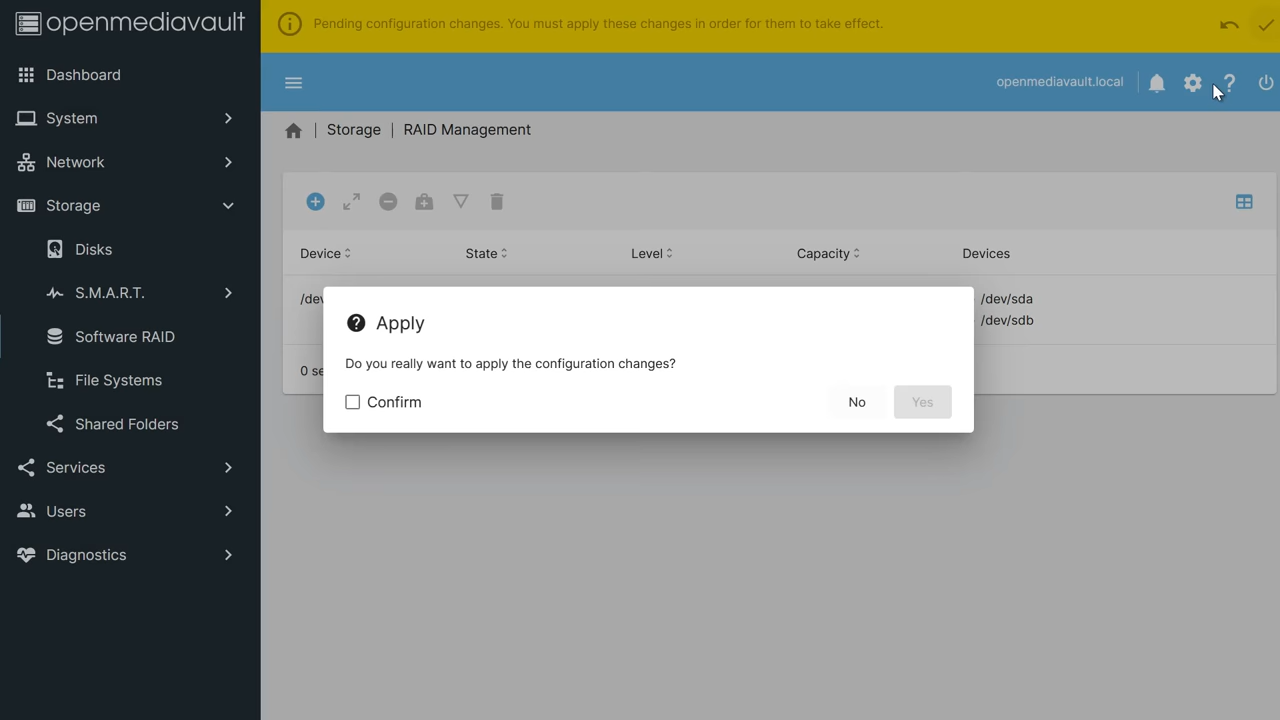 openmediavault
Pending configuration changes. You must apply these changes in order for them to take effect.
Dashboard
openmediavault.local
System
Storage | RAID Management
Network
Storage
Disks
Device
State
Level
Capacity
Devices
S.M.A.R.T.
/dev/sda
/dev/sdb
Apply
Software RAID
Do you really want to apply the configuration changes?
File Systems
Confirm
No
Yes
Shared Folders
Services
Users
Diagnostics